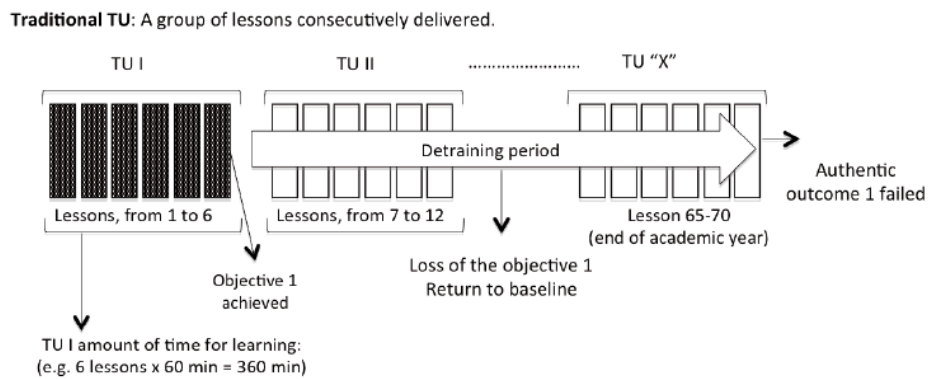 Traditional TU: A group of lessons consecutively delivered.
TU I
TU II
........................
TU “X”
Detraining period
Lessons, from 1 to 6
Lessons, from 7 to 12
Lesson 65-70
(end of academic year)
Authentic
outcome 1 failed
Objective 1
achieved
Loss of the objective 1
Return to baseline
TU I amount of time for learning:
(e.g. 6 lessons x 60 min = 360 min)